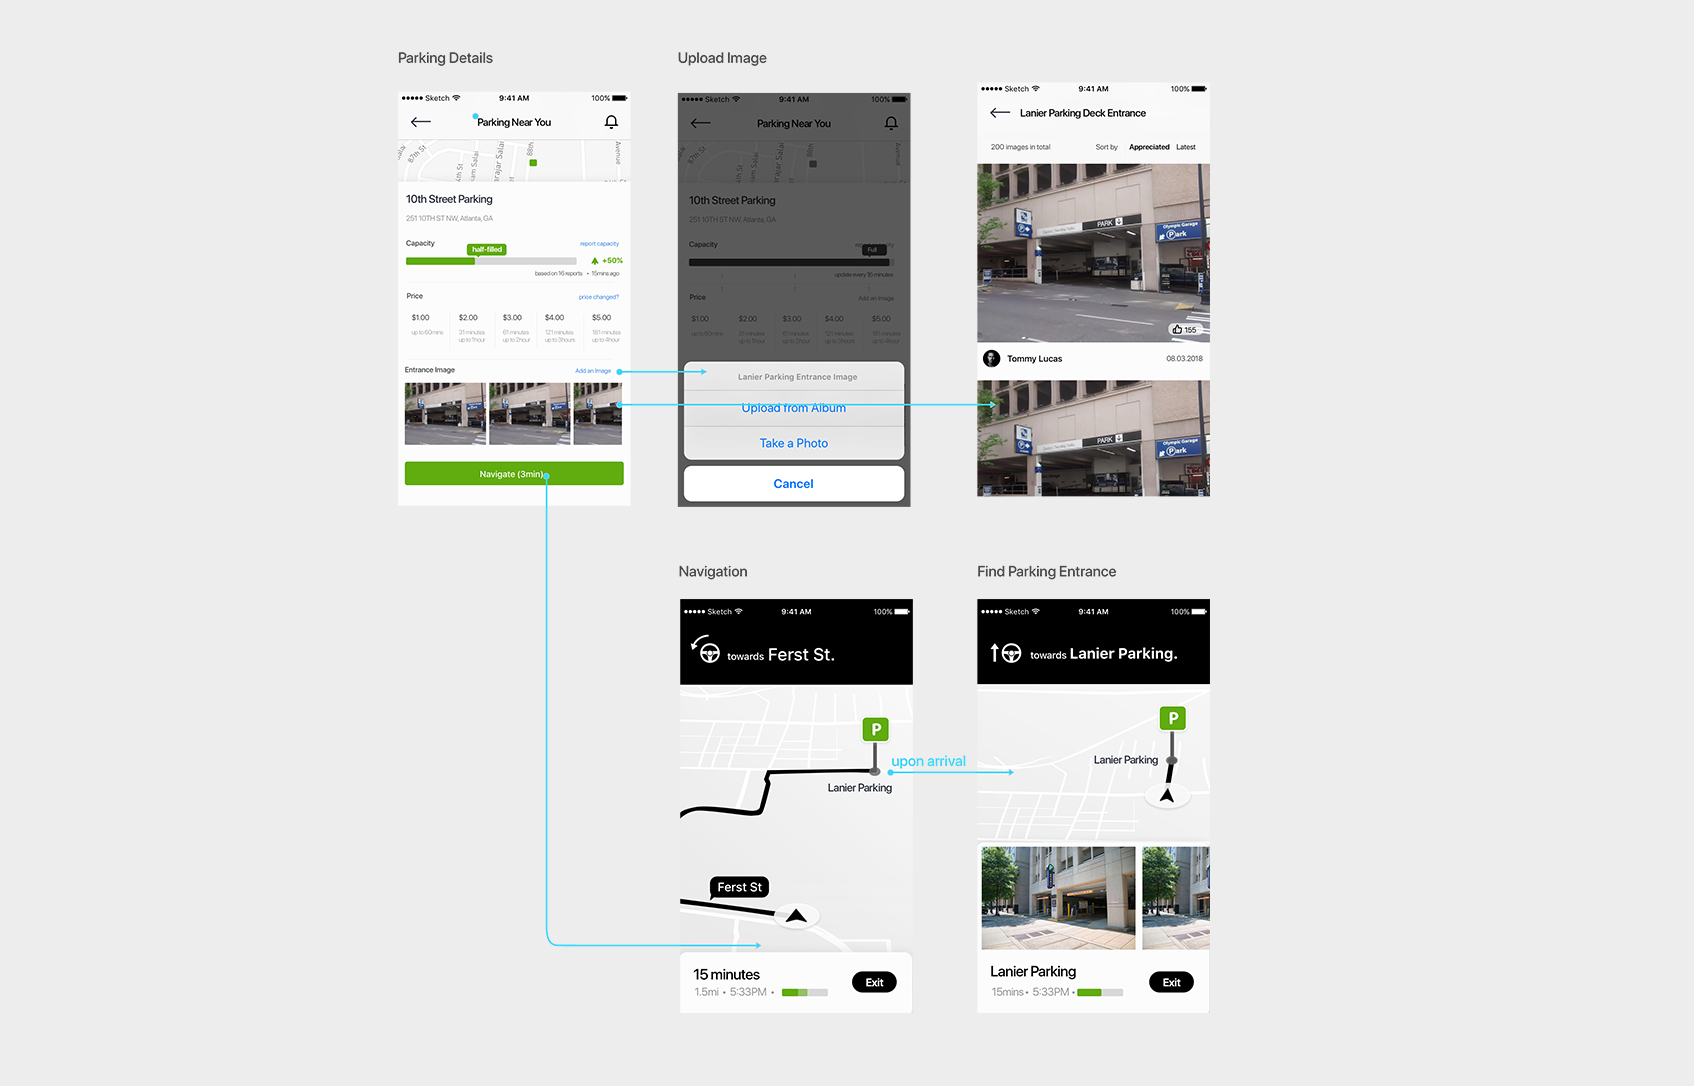 Parking Details
Sketch 9:41 AM 100%
Parking Near You
87th St
88th
Avenue
10th Street Parking
251 10TH ST NW, Atlanta, GA
Capacity
half-filled
report capacity
+50%
based on 16 reports • 15mins ago
Price
price changed?
$1.00 $2.00 $3.00 $4.00 $5.00
up to 60mins 31 minutes 61 minutes 121 minutes 181 minutes
up to 1hour up to 2hour up to 3hours up to 4hour
Entrance Image
Add an Image
Navigate (3min)
Upload Image
Sketch 9:41 AM 100%
Parking Near You
88th
Avenue
10th Street Parking
251 10TH ST NW, Atlanta, GA
Capacity
Full
update every 15 minutes
Price
Add an Image
$1.00 $2.00 $3.00 $4.00 $5.00
up to 60mins 31 minutes 61 minutes 121 minutes 181 minutes
up to 1hour up to 2hour up to 3hours up to 4hour
Lanier Parking Entrance Image
Upload from Album
Take a Photo
Cancel
Sketch 9:41 AM 100%
Lanier Parking Deck Entrance
200 images in total
Sort by Appreciated Latest
PARK
Olympic Garage
Park
155
Tommy Lucas
08.03.2018
PARK
Olympic Garage
Park
Navigation
Sketch 9:41 AM 100%
towards Ferst St.
P
Lanier Parking
Ferst St
15 minutes
1.5mi • 5:33PM •
Exit
upon arrival
Find Parking Entrance
Sketch 9:41 AM 100%
towards Lanier Parking.
P
Lanier Parking
Lanier Parking
15mins • 5:33PM •
Exit